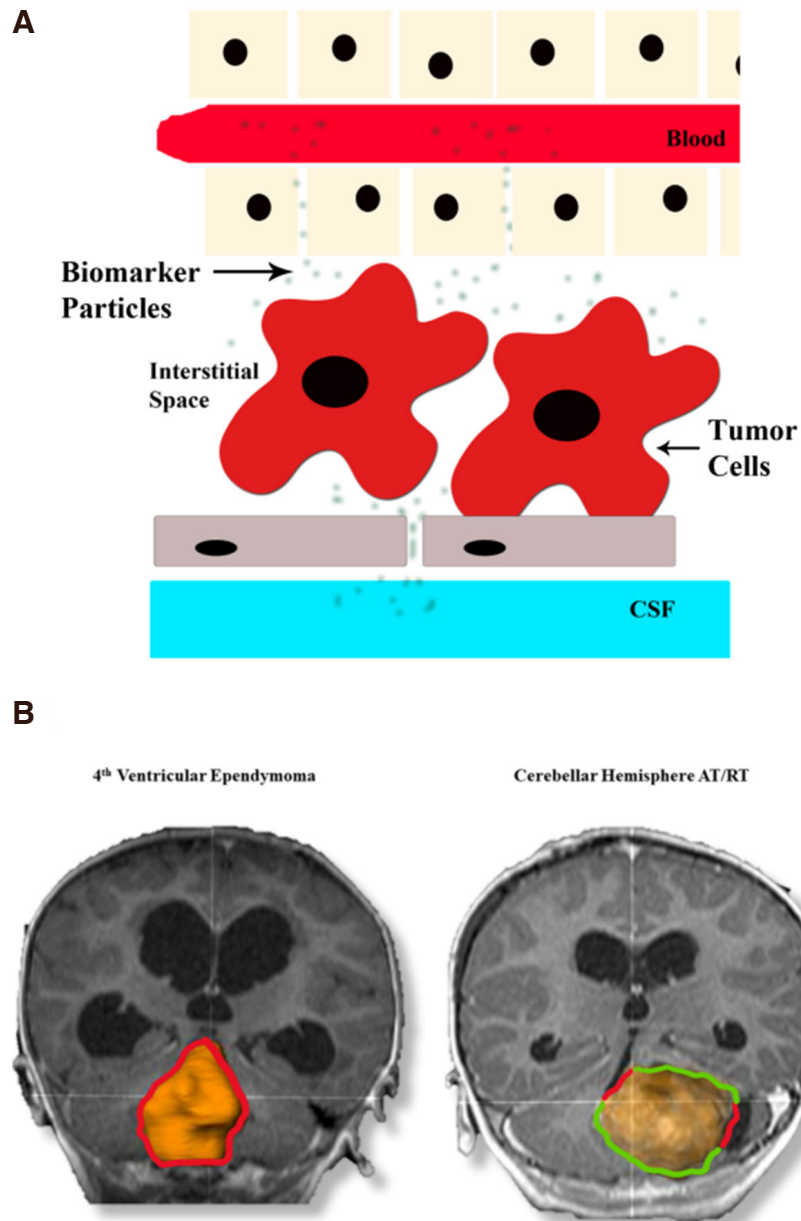 A
Blood
Biomarker
Particles
Interstitial
Space
Tumor
Cells
CSF
B
4th Ventricular Ependymoma
Cerebellar Hemisphere AT/RT